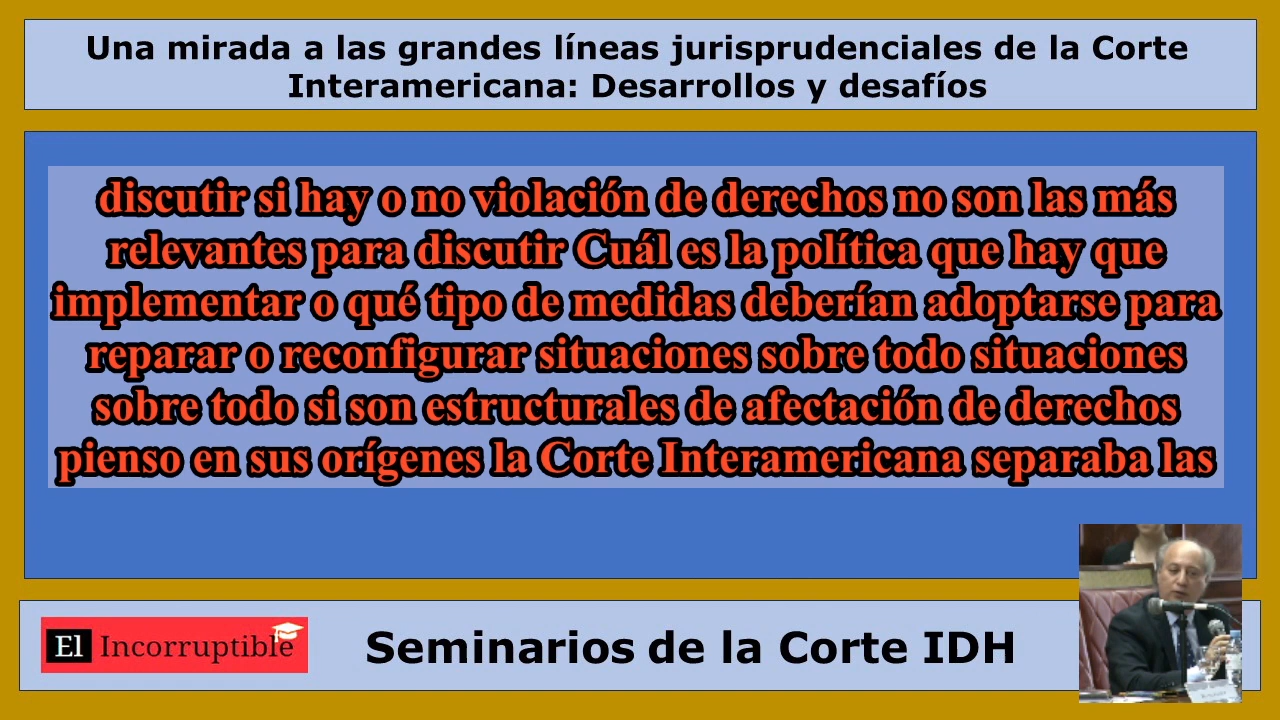 Una mirada a las grandes líneas jurisprudenciales de la Corte
Interamericana: Desarrollos y desafíos
discutir si hay o no violación de derechos no son las más
relevantes para discutir Cuál es la política que hay que
implementar o qué tipo de medidas deberían adoptarse para
reparar o reconfigurar situaciones sobre todo situaciones
sobre todo si son estructurales de afectación de derechos
pienso en sus orígenes la Corte Interamericana separaba las
El Incorruptible
Seminarios de la Corte IDH